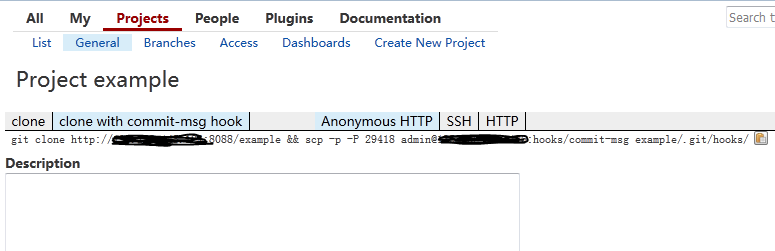 All My Projects People Plugins Documentation
Search t
List General Branches Access Dashboards Create New Project
Project example
clone clone with commit-msg hook Anonymous HTTP SSH HTTP
git clone http:// :8088/example && scp -p -P 29418 admin@ :hooks/commit-msg example/.git/hooks/
Description